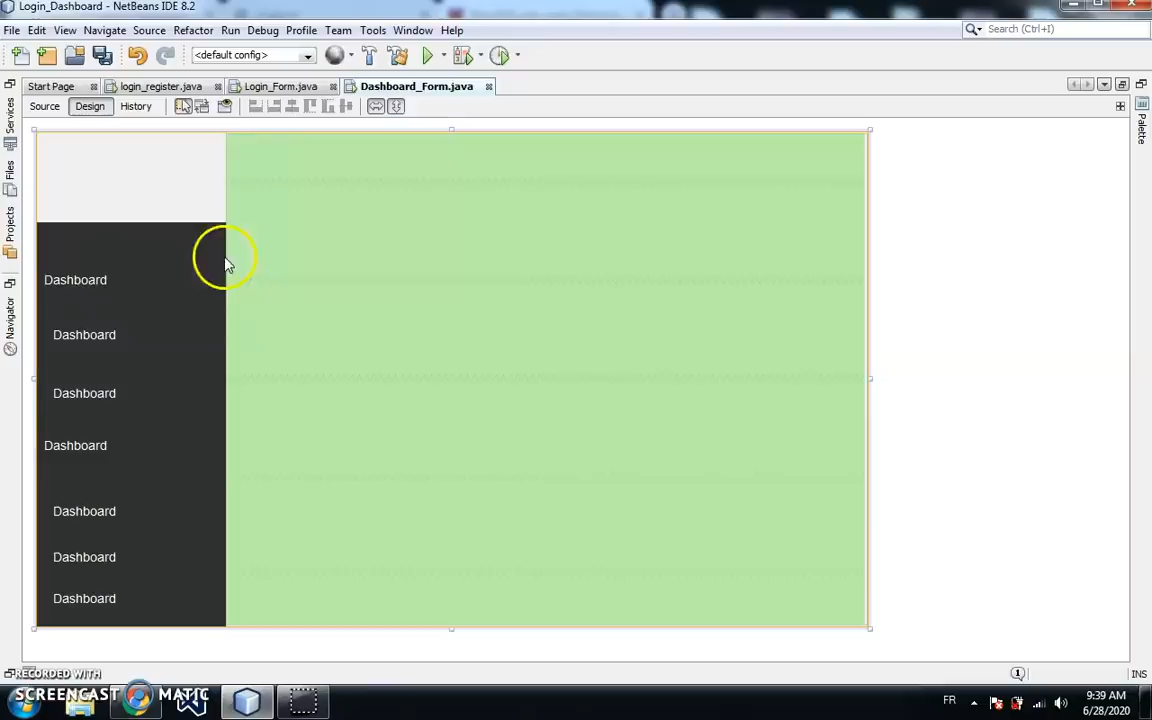 Login_Dashboard - NetBeans IDE 8.2
File Edit View Navigate Source Refactor Run Debug Profile Team Tools Window Help
Search (Ctrl+I)
<default config>
Start Page login_register.java Login_Form.java Dashboard_Form.java
Source Design History
Services
Files
Projects
Navigator
Palette
Dashboard
Dashboard
Dashboard
Dashboard
Dashboard
Dashboard
Dashboard
1 INS
RECORDED WITH
SCREENCAST MATIC
FR
9:39 AM
6/28/2020